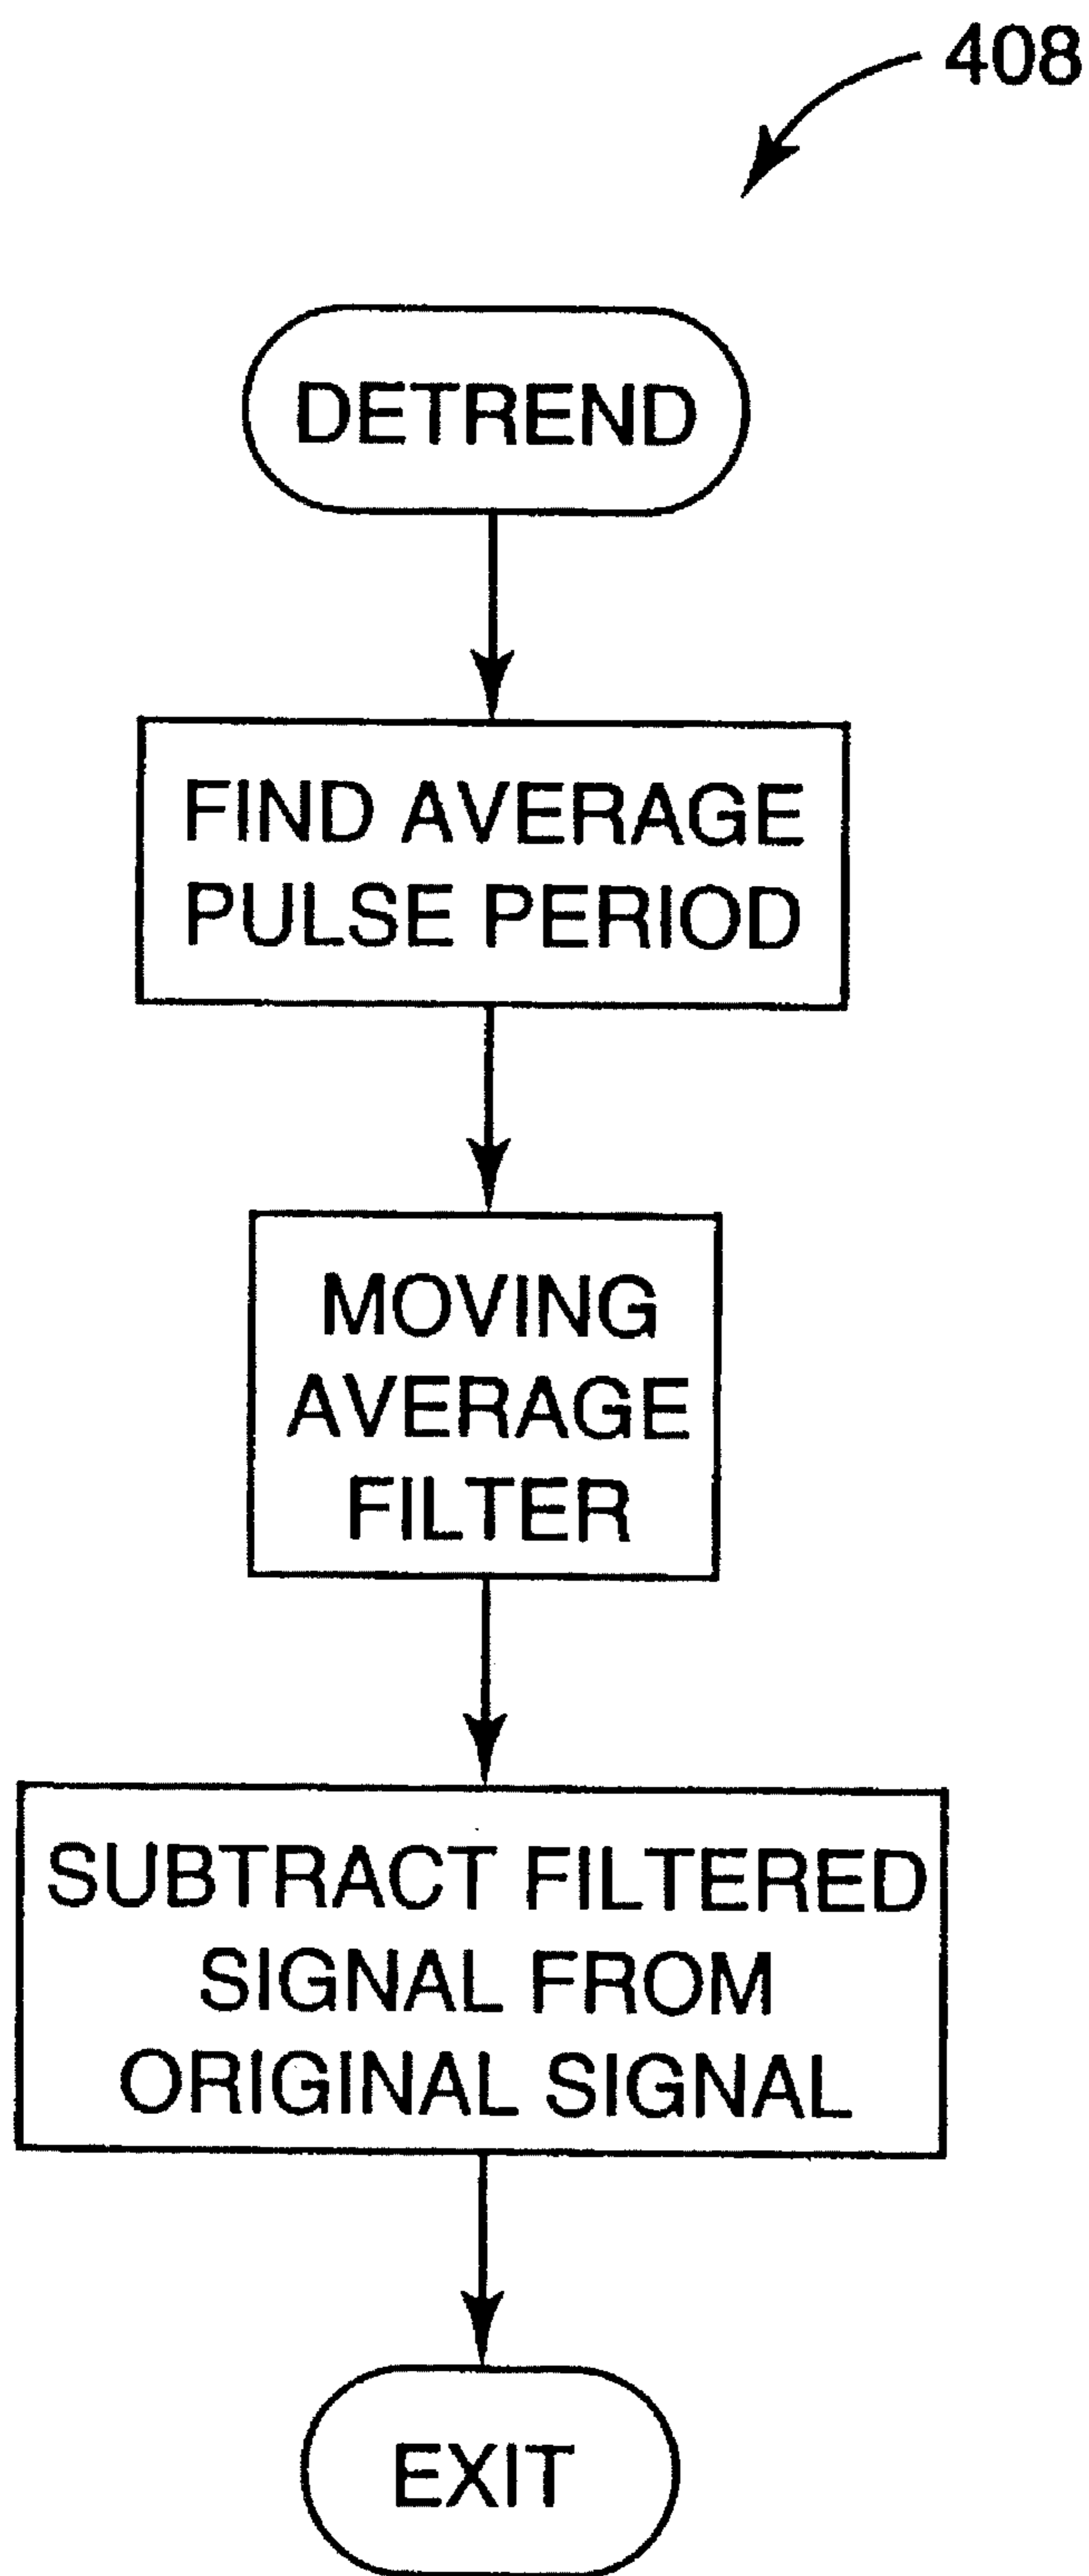 408
DETREND
FIND AVERAGE
PULSE PERIOD
MOVING
AVERAGE
FILTER
SUBTRACT FILTERED
SIGNAL FROM
ORIGINAL SIGNAL
EXIT